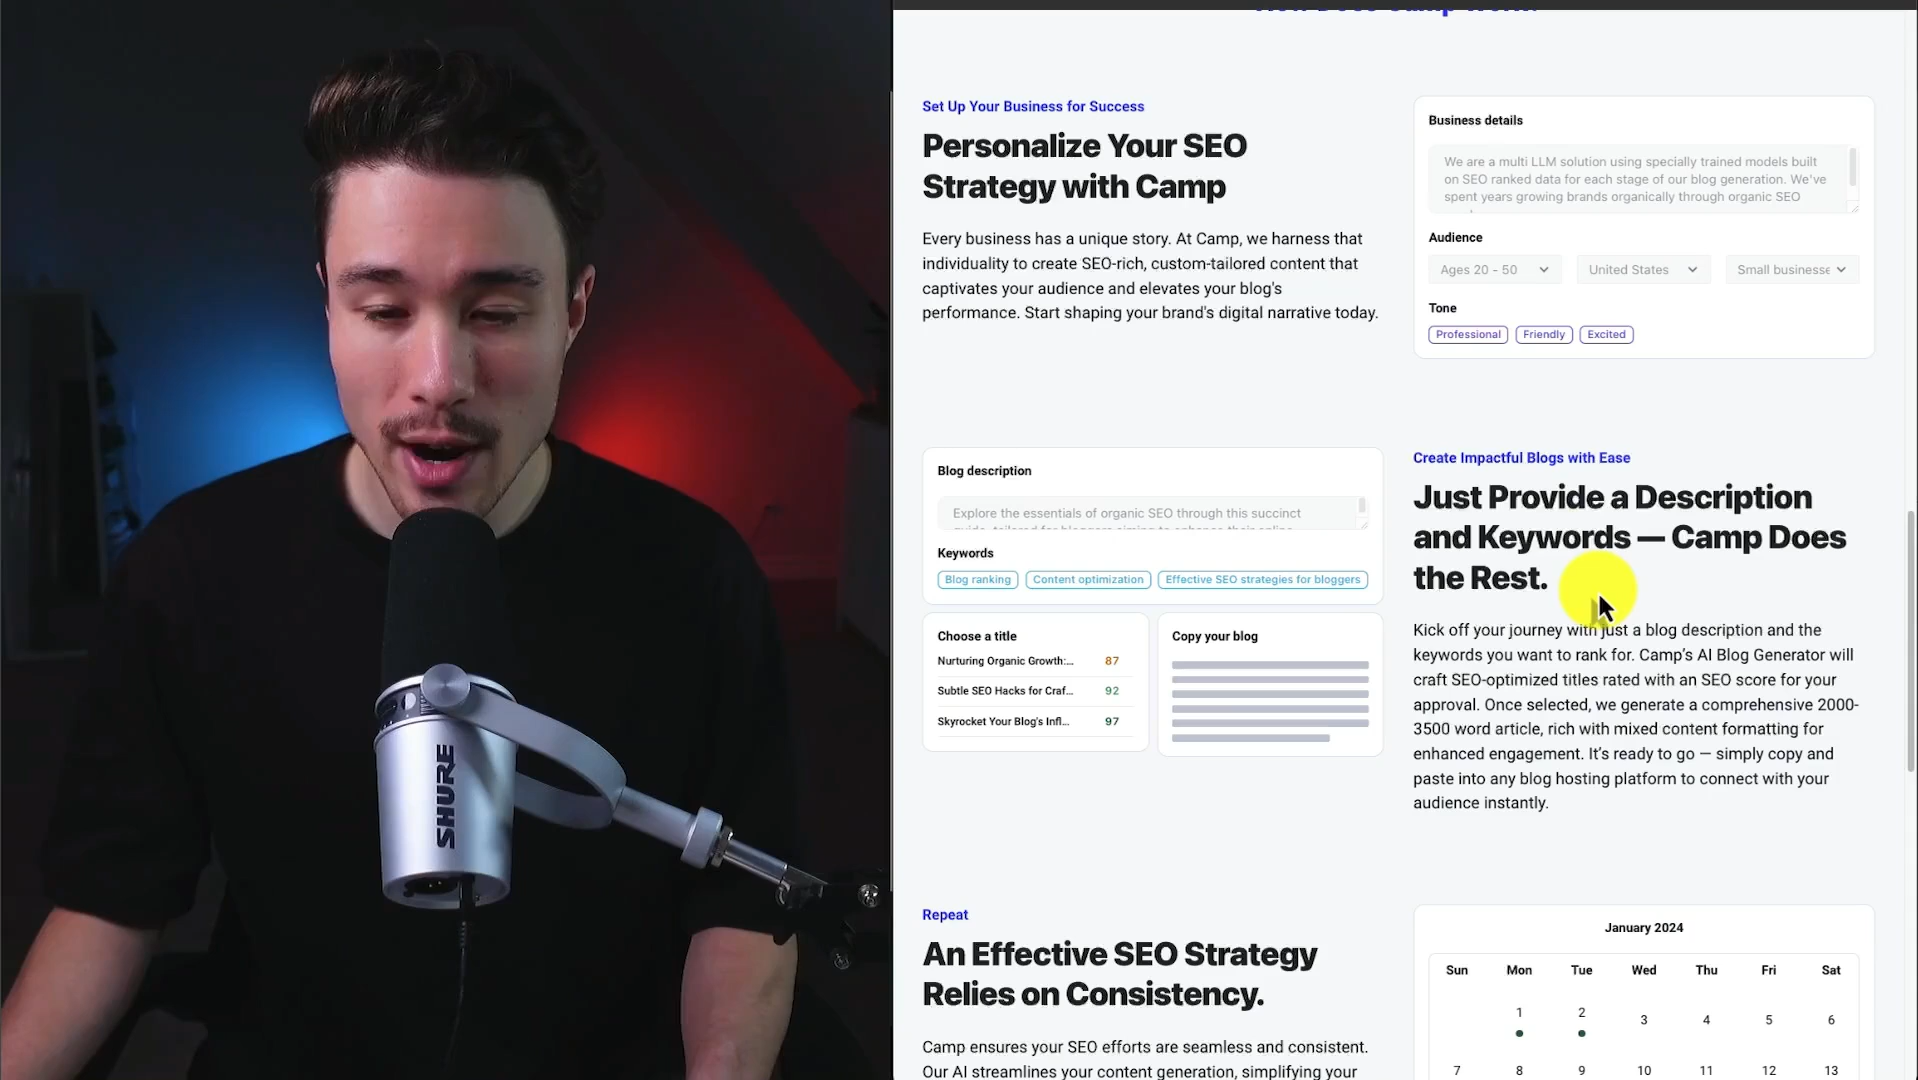 How Does Camp Work?
Set Up Your Business for Success
Personalize Your SEO
Strategy with Camp
Every business has a unique story. At Camp, we harness that
individuality to create SEO-rich, custom-tailored content that
captivates your audience and elevates your blog's
performance. Start shaping your brand's digital narrative today.
Business details
We are a multi LLM solution using specially trained models built
on SEO ranked data for each stage of our blog generation. We've
spent years growing brands organically through organic SEO
Audience
Ages 20 - 50
United States
Small businesse
Tone
Professional
Friendly
Excited
Blog description
Explore the essentials of organic SEO through this succinct
guide, tailored for bloggers aiming to enhance their online
Keywords
Blog ranking
Content optimization
Effective SEO strategies for bloggers
Choose a title
Nurturing Organic Growth:... 87
Subtle SEO Hacks for Craf... 92
Skyrocket Your Blog's Infl... 97
Copy your blog
Create Impactful Blogs with Ease
Just Provide a Description
and Keywords — Camp Does
the Rest.
Kick off your journey with just a blog description and the
keywords you want to rank for. Camp's AI Blog Generator will
craft SEO-optimized titles rated with an SEO score for your
approval. Once selected, we generate a comprehensive 2000-
3500 word article, rich with mixed content formatting for
enhanced engagement. It's ready to go — simply copy and
paste into any blog hosting platform to connect with your
audience instantly.
SHURE
Repeat
An Effective SEO Strategy
Relies on Consistency.
Camp ensures your SEO efforts are seamless and consistent.
Our AI streamlines your content generation, simplifying your
January 2024
Sun Mon Tue Wed Thu Fri Sat
1 2 3 4 5 6
7 8 9 10 11 12 13